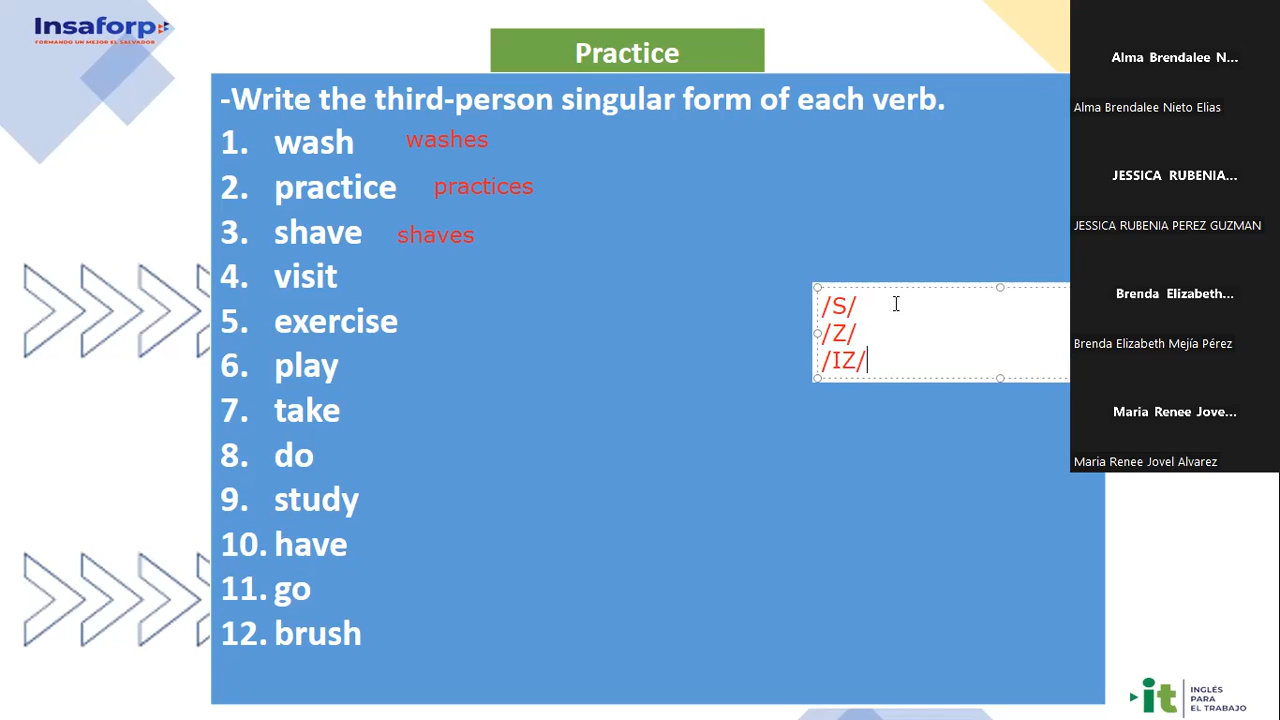 Insaforp
FORMANDO UN MEJOR EL SALVADOR
Practice
-Write the third-person singular form of each verb.
1. wash washes
2. practice practices
3. shave shaves
4. visit
5. exercise
6. play
7. take
8. do
9. study
10. have
11. go
12. brush
/S/
/Z/
/IZ/
Alma Brendalee N...
Alma Brendalee Nieto Elias
JESSICA RUBENIA...
JESSICA RUBENIA PEREZ GUZMAN
Brenda Elizabeth...
Brenda Elizabeth Mejía Pérez
Maria Renee Jove...
Maria Renee Jovel Alvarez
it
INGLÉS
PARA
EL TRABAJO